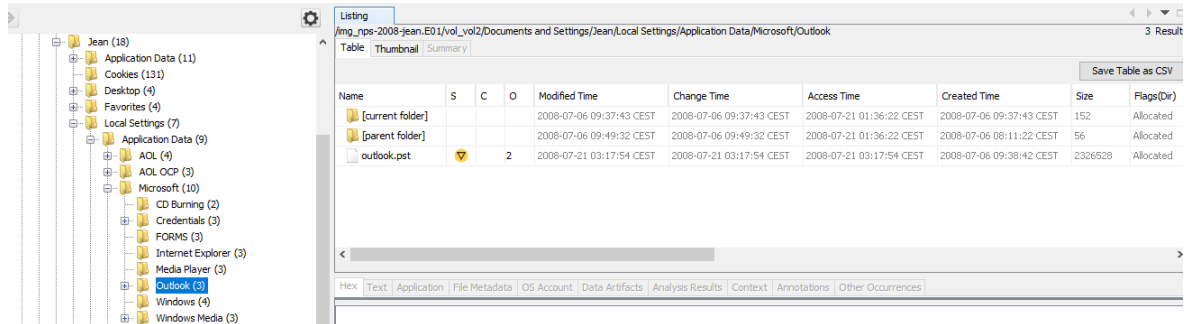 Jean (18)
Application Data (11)
Cookies (131)
Desktop (4)
Favorites (4)
Local Settings (7)
Application Data (9)
AOL (4)
AOL OCP (3)
Microsoft (10)
CD Burning (2)
Credentials (3)
FORMS (3)
Internet Explorer (3)
Media Player (3)
Outlook (3)
Windows (4)
Windows Media (3)
Listing
/img_nps-2008-jean.E01/vol_vol2/Documents and Settings/Jean/Local Settings/Application Data/Microsoft/Outlook 3 Result
Table Thumbnail Summary
Save Table as CSV
Name S C O Modified Time Change Time Access Time Created Time Size Flags(Dir)
[current folder] 2008-07-06 09:37:43 CEST 2008-07-06 09:37:43 CEST 2008-07-21 01:36:22 CEST 2008-07-06 09:37:43 CEST 152 Allocated
[parent folder] 2008-07-06 09:49:32 CEST 2008-07-06 09:49:32 CEST 2008-07-21 01:36:22 CEST 2008-07-06 08:11:22 CEST 56 Allocated
outlook.pst 2 2008-07-21 03:17:54 CEST 2008-07-21 03:17:54 CEST 2008-07-21 03:17:54 CEST 2008-07-06 09:38:42 CEST 2326528 Allocated
Hex Text Application File Metadata OS Account Data Artifacts Analysis Results Context Annotations Other Occurrences